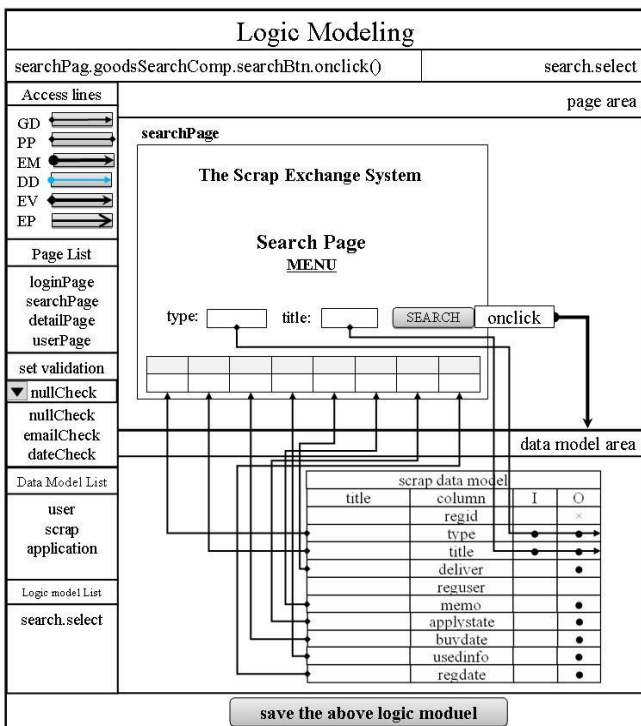 Logic Modeling
searchPag.goodsSearchComp.searchBtn.onclick()
search.select
Access lines
GD
PP
EM
DD
EV
EP
Page List
loginPage
searchPage
detailPage
userPage
set validation
nullCheck
nullCheck
emailCheck
dateCheck
Data Model List
user
scrap
application
Logic model List
search.select
page area
searchPage
The Scrap Exchange System
Search Page
MENU
type:
title:
SEARCH
onclick
data model area
scrap data model
title column I O
regid ×
type
title
deliver
reguser
memo
applystate
buydate
usedinfo
regdate
save the above logic moduel